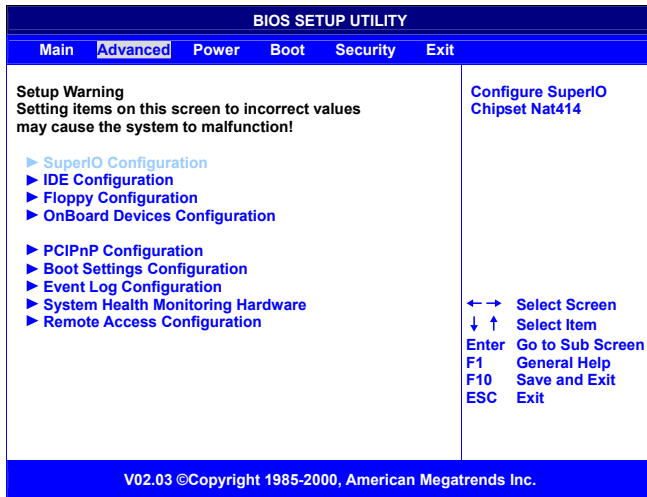 BIOS SETUP UTILITY
Main Advanced Power Boot Security Exit
Setup Warning
Setting items on this screen to incorrect values
may cause the system to malfunction!
► SuperIO Configuration
► IDE Configuration
► Floppy Configuration
► OnBoard Devices Configuration
► PCIPnP Configuration
► Boot Settings Configuration
► Event Log Configuration
► System Health Monitoring Hardware
► Remote Access Configuration
Configure SuperIO
Chipset Nat414
←→ Select Screen
↓ ↑ Select Item
Enter Go to Sub Screen
F1 General Help
F10 Save and Exit
ESC Exit
V02.03 ©Copyright 1985-2000, American Megatrends Inc.